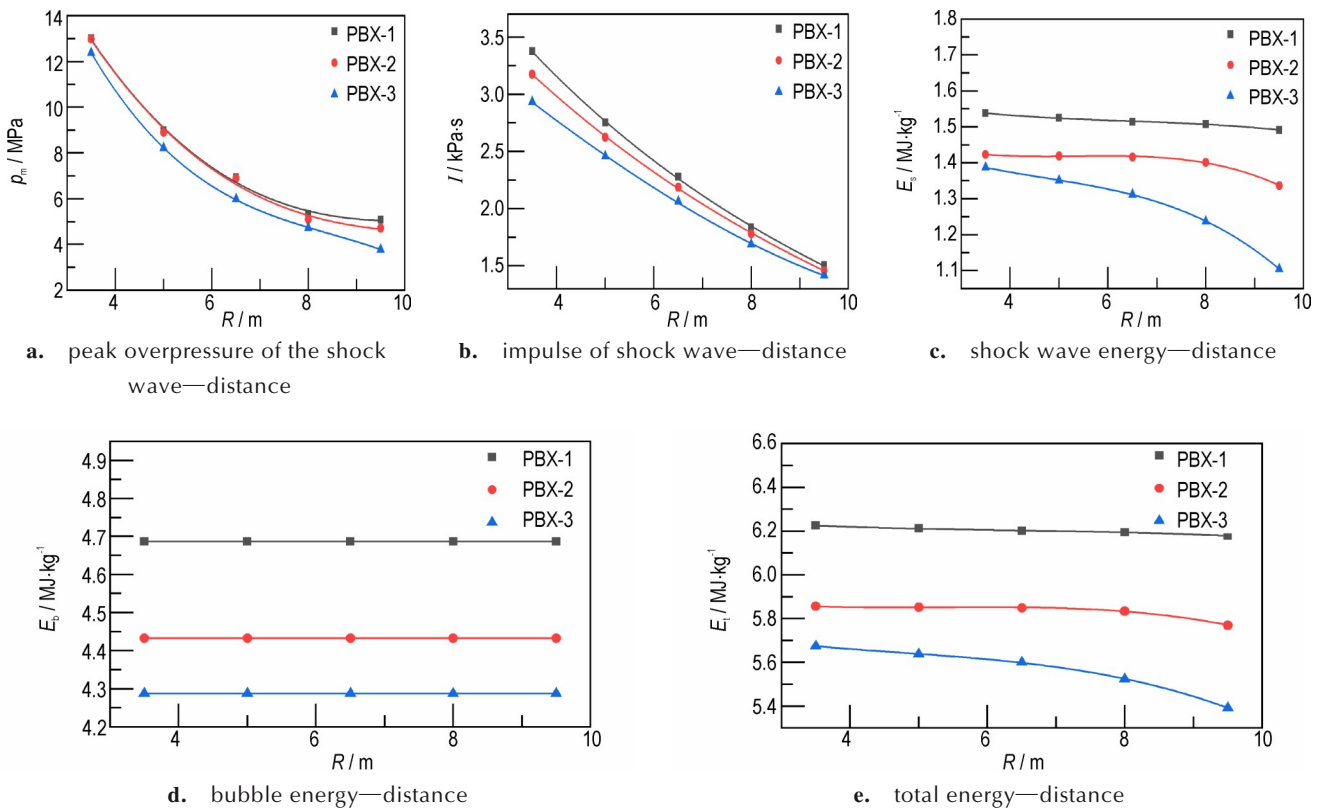 14
12
10
8
6
4
2
p_m / MPa
PBX-1
PBX-2
PBX-3
4
6
8
10
R / m
a. peak overpressure of the shock
wave—distance
3.5
3.0
2.5
2.0
1.5
I / kPa·s
PBX-1
PBX-2
PBX-3
4
6
8
10
R / m
b. impulse of shock wave—distance
1.8
1.7
1.6
1.5
1.4
1.3
1.2
1.1
E_s / MJ·kg⁻¹
PBX-1
PBX-2
PBX-3
4
6
8
10
R / m
c. shock wave energy—distance
4.9
4.8
4.7
4.6
4.5
4.4
4.3
4.2
E_b / MJ·kg⁻¹
PBX-1
PBX-2
PBX-3
4
6
8
10
R / m
d. bubble energy—distance
6.6
6.4
6.2
6.0
5.8
5.6
5.4
E_t / MJ·kg⁻¹
PBX-1
PBX-2
PBX-3
4
6
8
10
R / m
e. total energy—distance